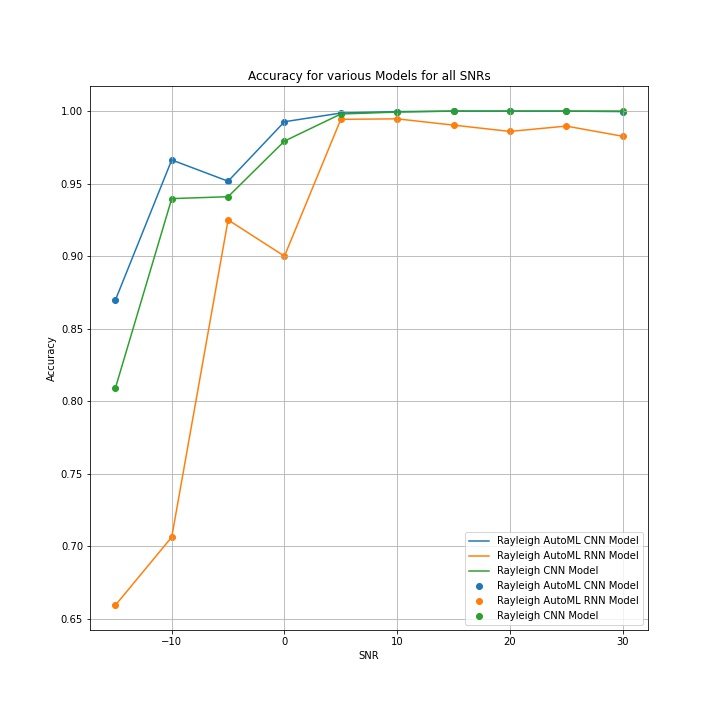 Accuracy for various Models for all SNRs
1.00
0.95
0.90
0.85
0.80
0.75
0.70
0.65
Accuracy
−10
0
10
20
30
SNR
Rayleigh AutoML CNN Model
Rayleigh AutoML RNN Model
Rayleigh CNN Model
Rayleigh AutoML CNN Model
Rayleigh AutoML RNN Model
Rayleigh CNN Model